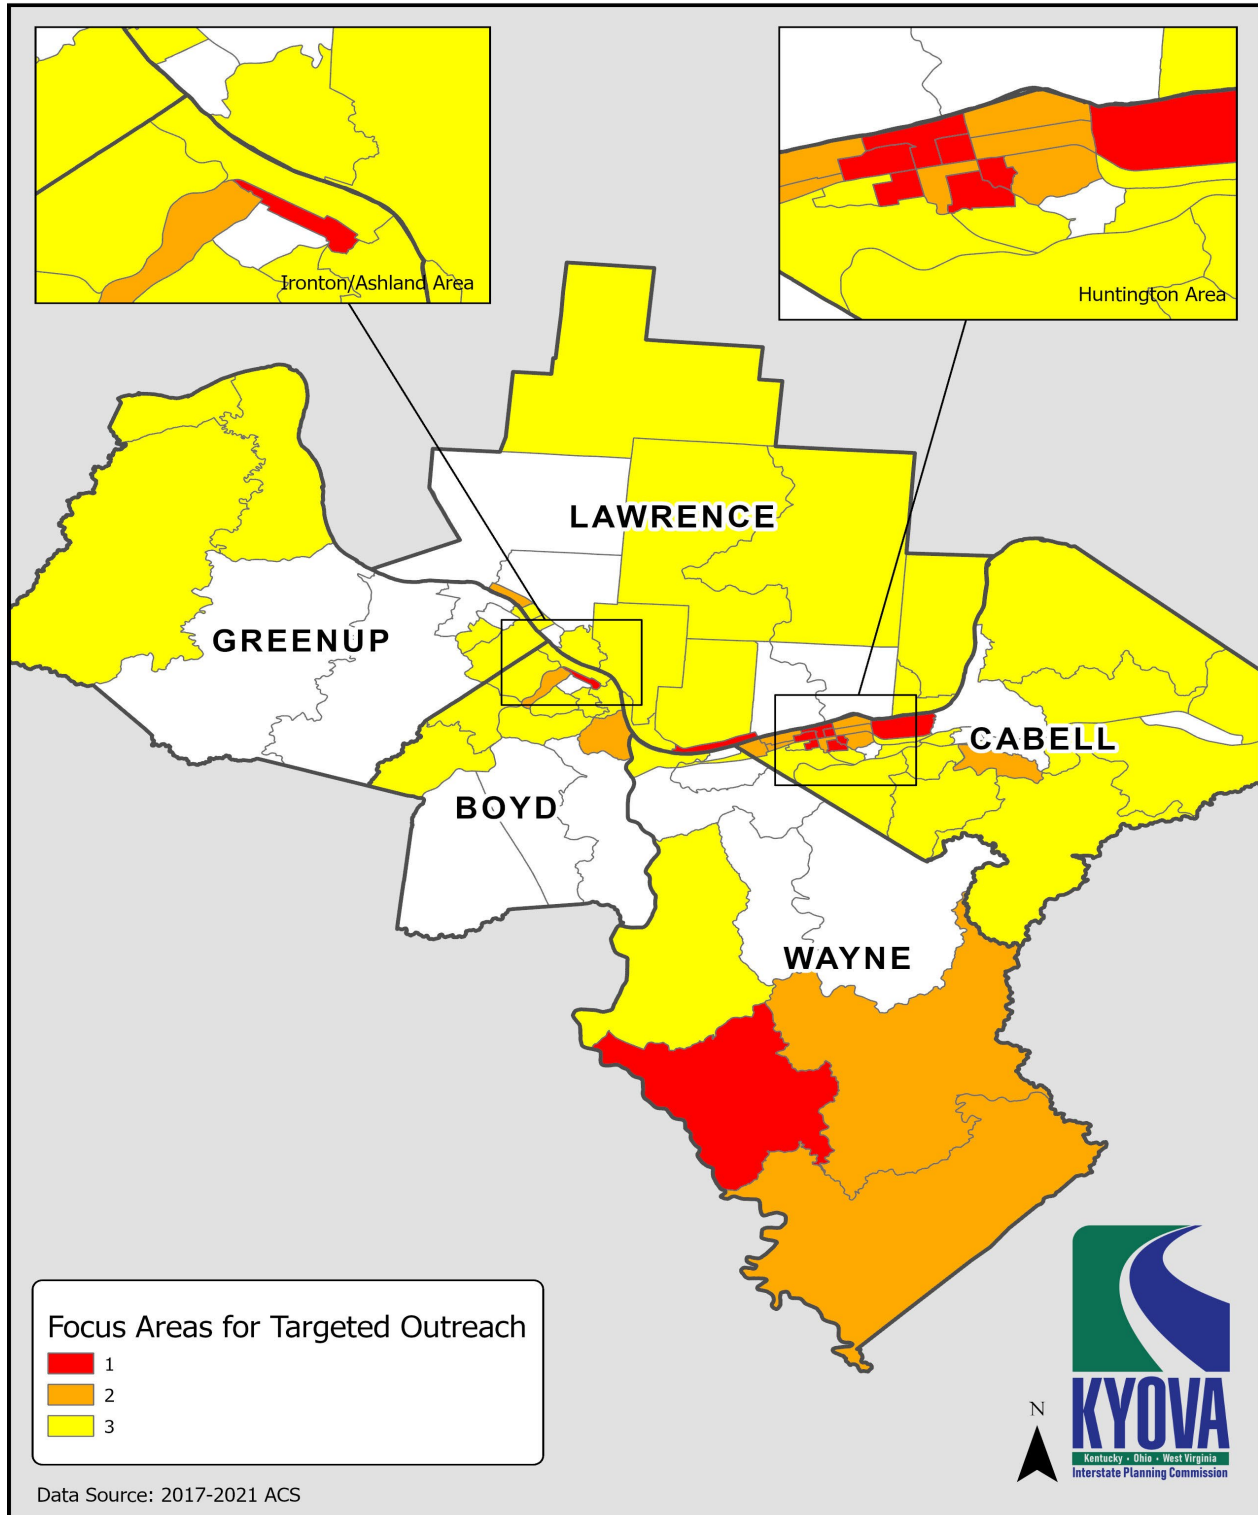 Ironton/Ashland Area
Huntington Area
LAWRENCE
GREENUP
CABELL
BOYD
WAYNE
Focus Areas for Targeted Outreach
1
2
3
N
KYOVA
Kentucky • Ohio • West Virginia
Interstate Planning Commission
Data Source: 2017-2021 ACS